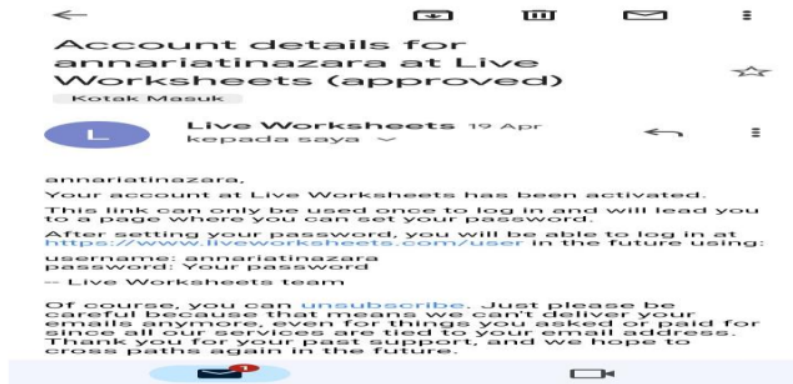 Account details for
annariatinazara at Live
Worksheets (approved)
Kotak Masuk
L
Live Worksheets 19 Apr
kepada saya
annariatinazara,
Your account at Live Worksheets has been activated.
This link can only be used once to log in and will lead you
to a page where you can set your password.
After setting your password, you will be able to log in at
https://www.liveworksheets.com/user in the future using:
username: annariatinazara
password: Your password
-- Live Worksheets team
Of course, you can unsubscribe. Just please be
careful because that means we can't deliver your
emails anymore, even for things you asked or paid for
since all our services are tied to your email address.
Thank you for your past support, and we hope to
cross paths again in the future.
1